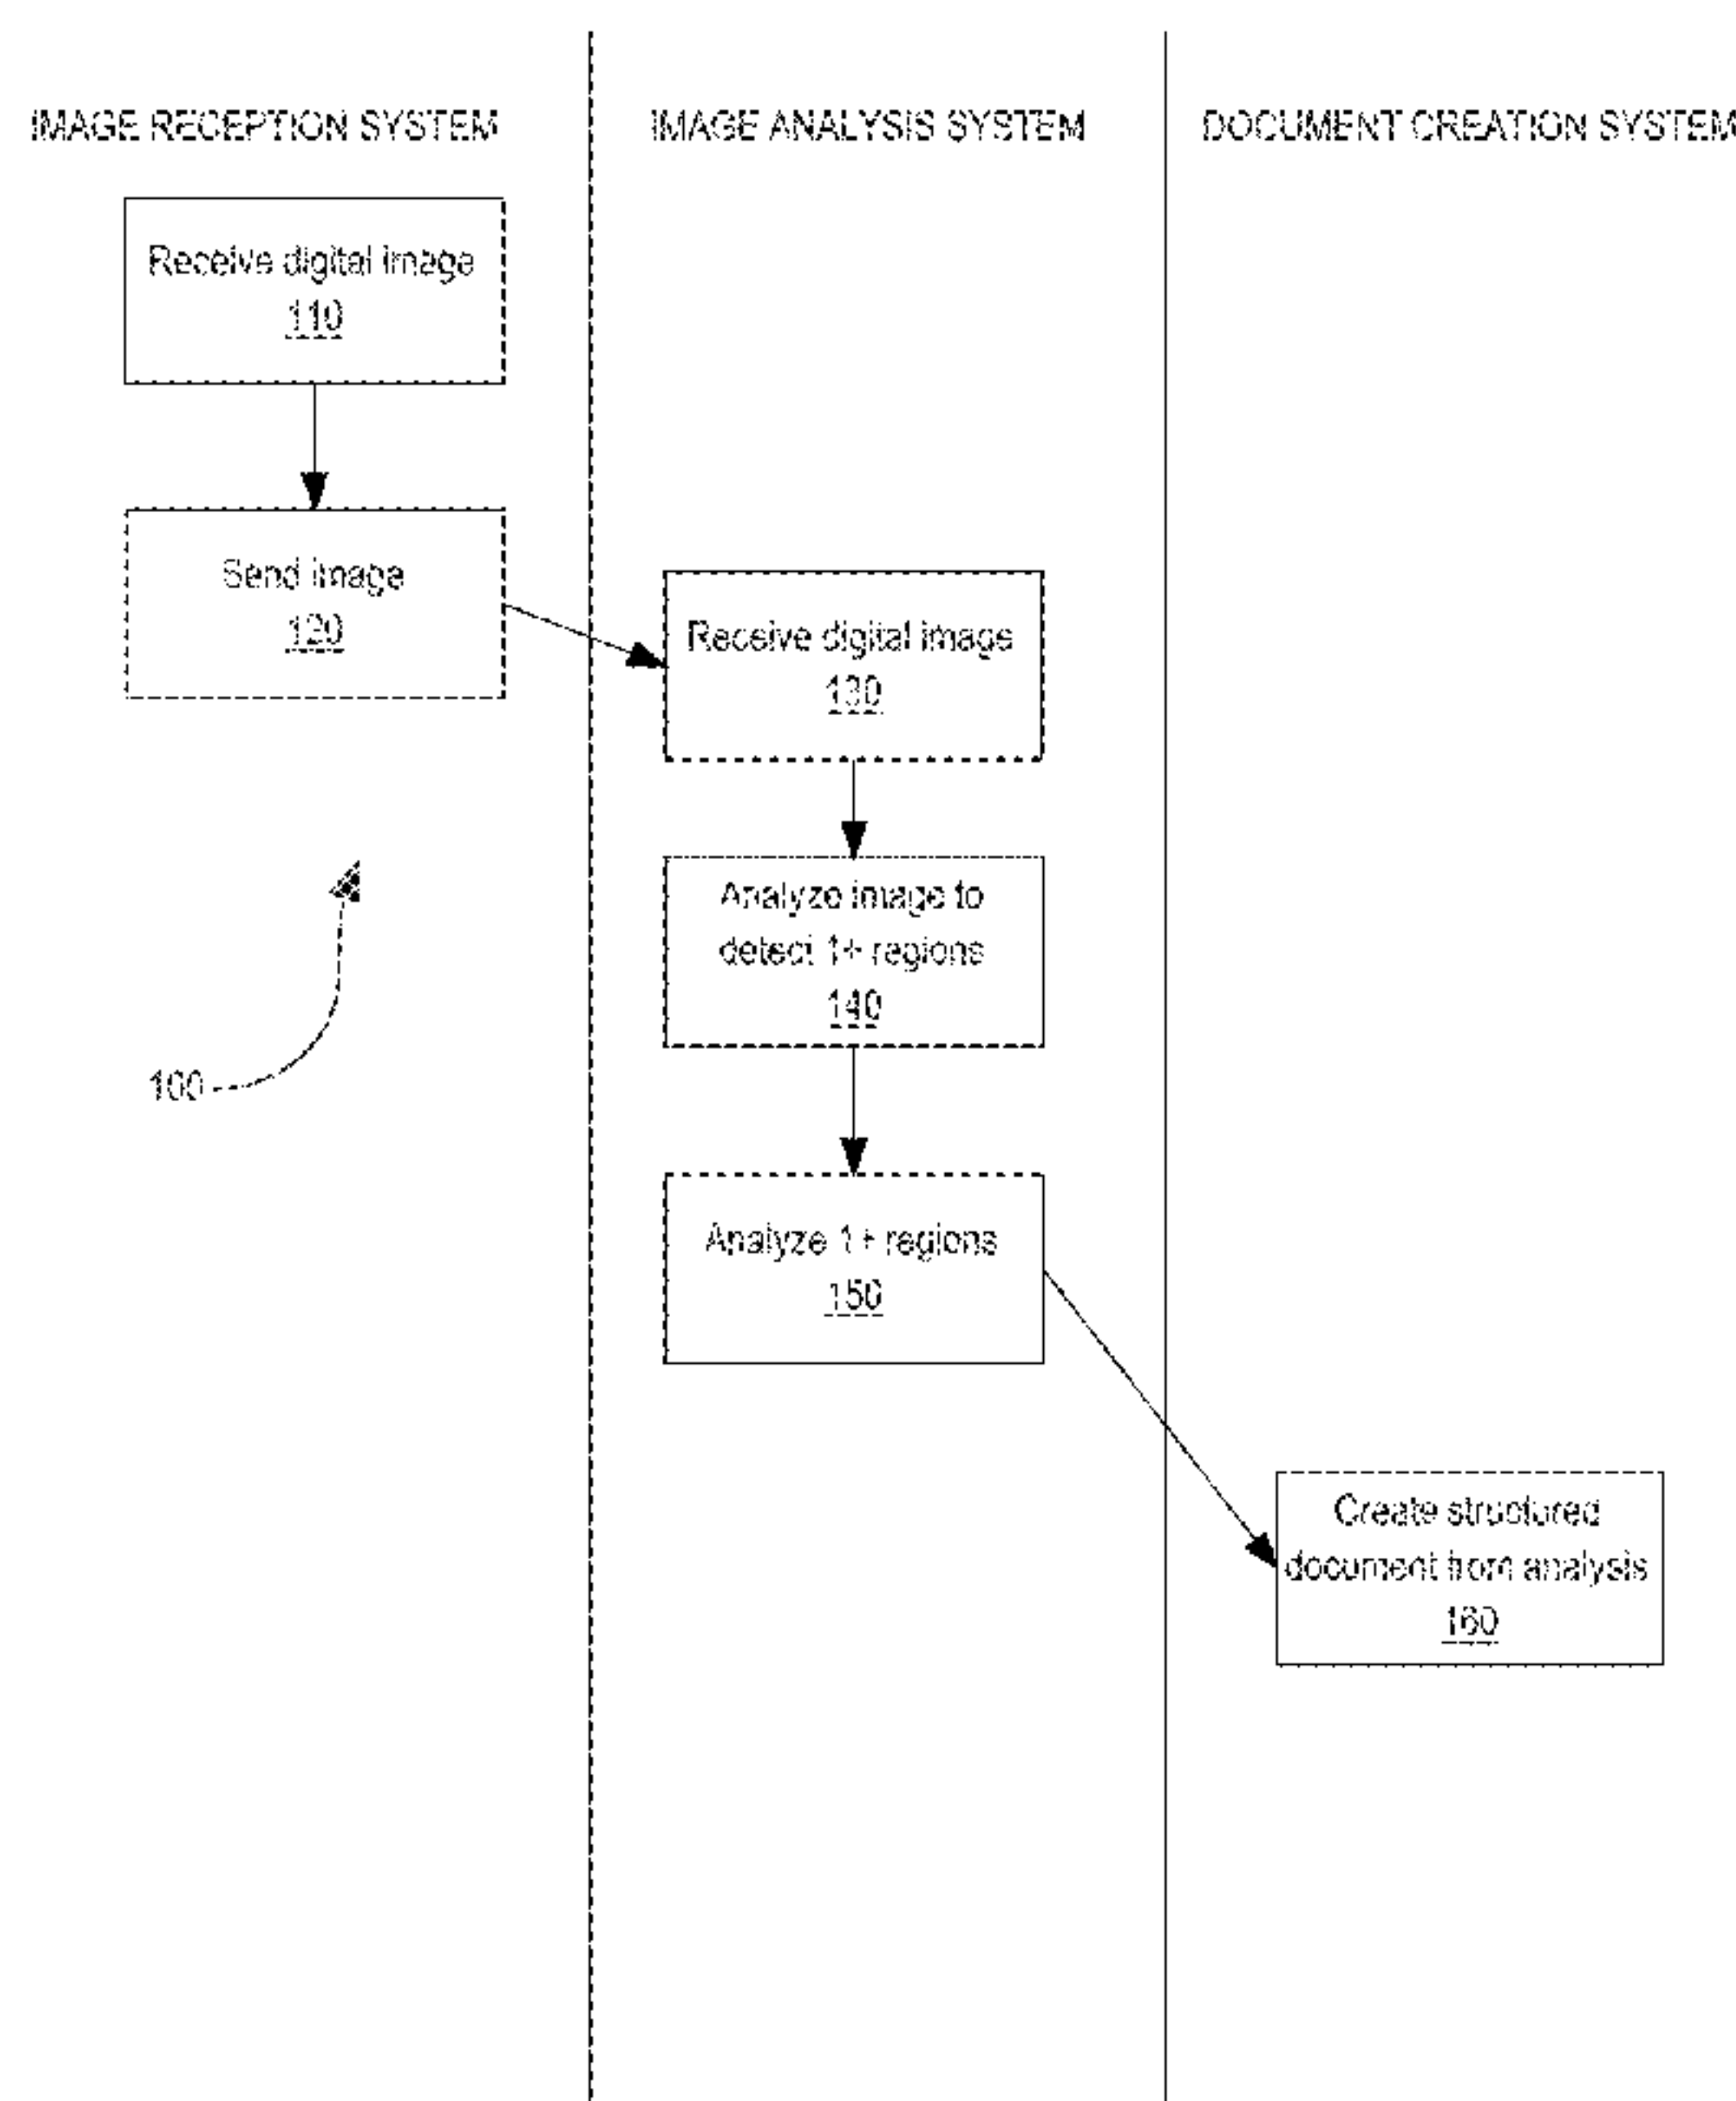 IMAGE RECEPTION SYSTEM
IMAGE ANALYSIS SYSTEM
DOCUMENT CREATION SYSTEM
Receive digital image
110
Send image
120
Receive digital image
130
Analyze image to
detect 1+ regions
140
100
Analyze 1+ regions
150
Create structured
document from analysis
160